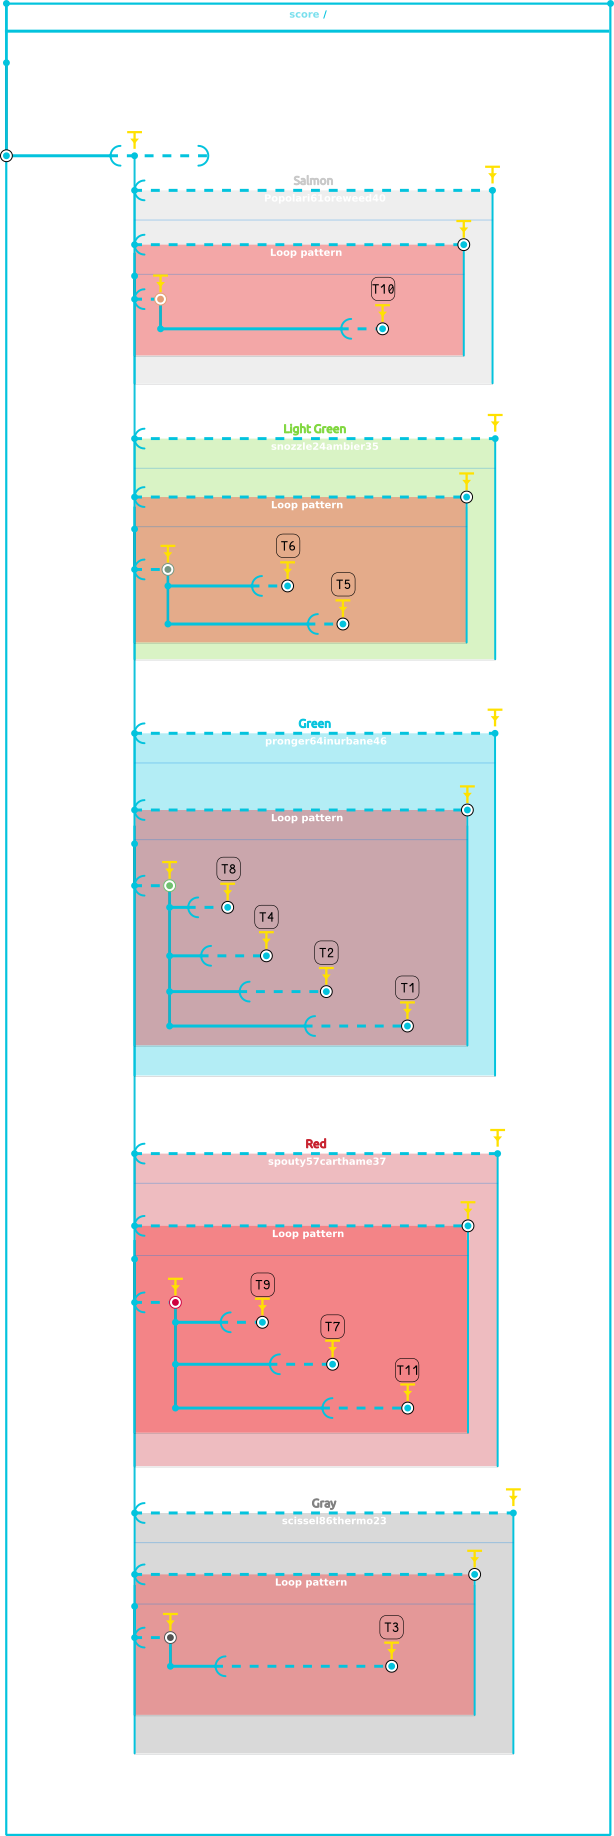 score /
Salmon
Popolari61orewee840
Loop pattern
T10
Light Green
snozzle24ambler35
Loop pattern
T6
T5
Green
pronger64inurbane46
Loop pattern
T8
T4
T2
T1
Red
spouty57carthame37
Loop pattern
T9
T7
T11
Gray
scissel86thermo23
Loop pattern
T3